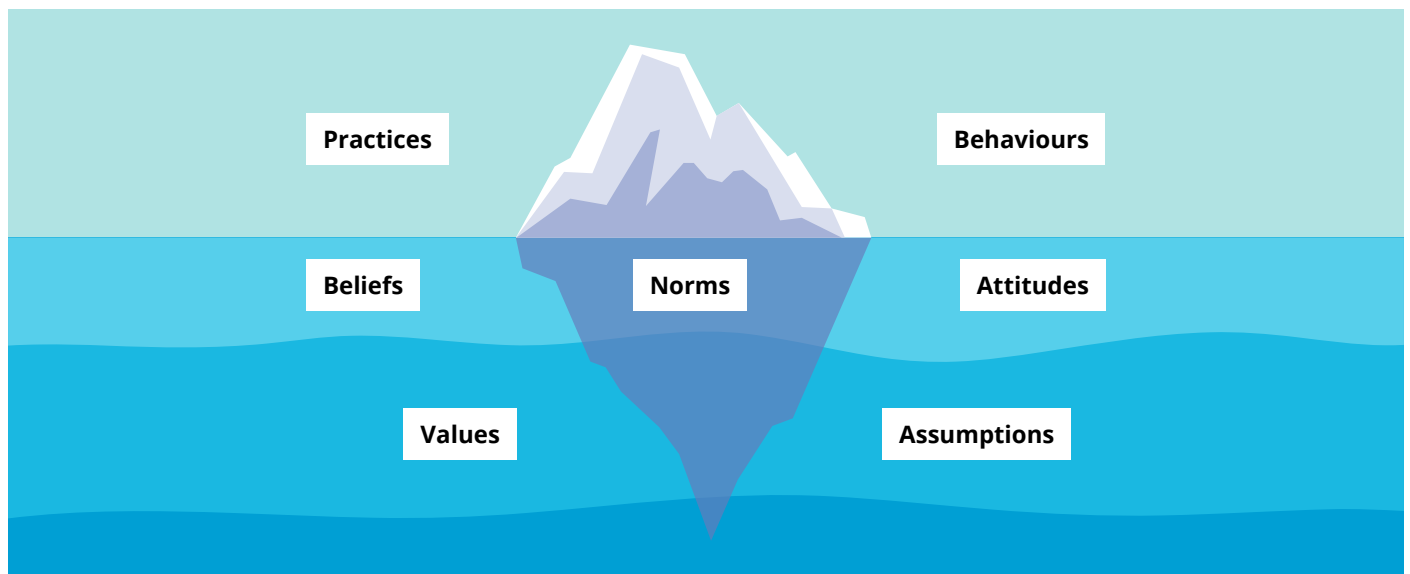 Practices
Behaviours
Beliefs
Norms
Attitudes
Values
Assumptions